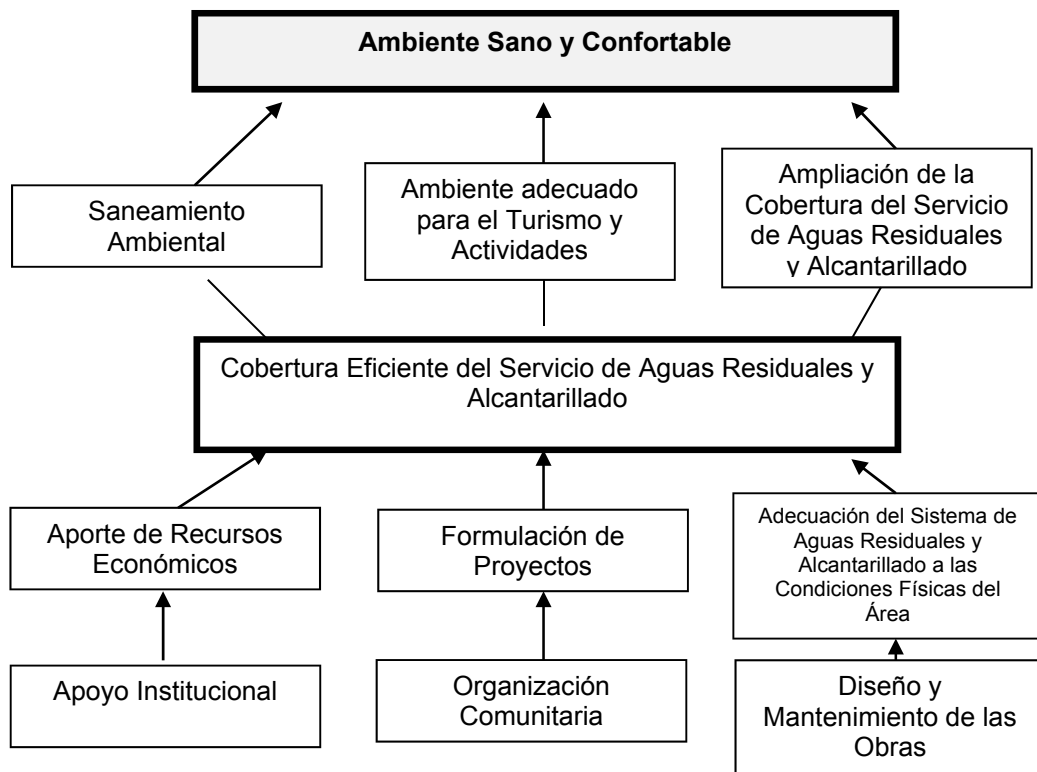 Ambiente Sano y Confortable
Saneamiento
Ambiental
Ambiente adecuado
para el Turismo y
Actividades
Ampliación de la
Cobertura del Servicio
de Aguas Residuales
y Alcantarillado
Cobertura Eficiente del Servicio de Aguas Residuales y
Alcantarillado
Aporte de Recursos
Económicos
Formulación de
Proyectos
Adecuación del Sistema de
Aguas Residuales y
Alcantarillado a las
Condiciones Físicas del
Área
Apoyo Institucional
Organización
Comunitaria
Diseño y
Mantenimiento de las
Obras